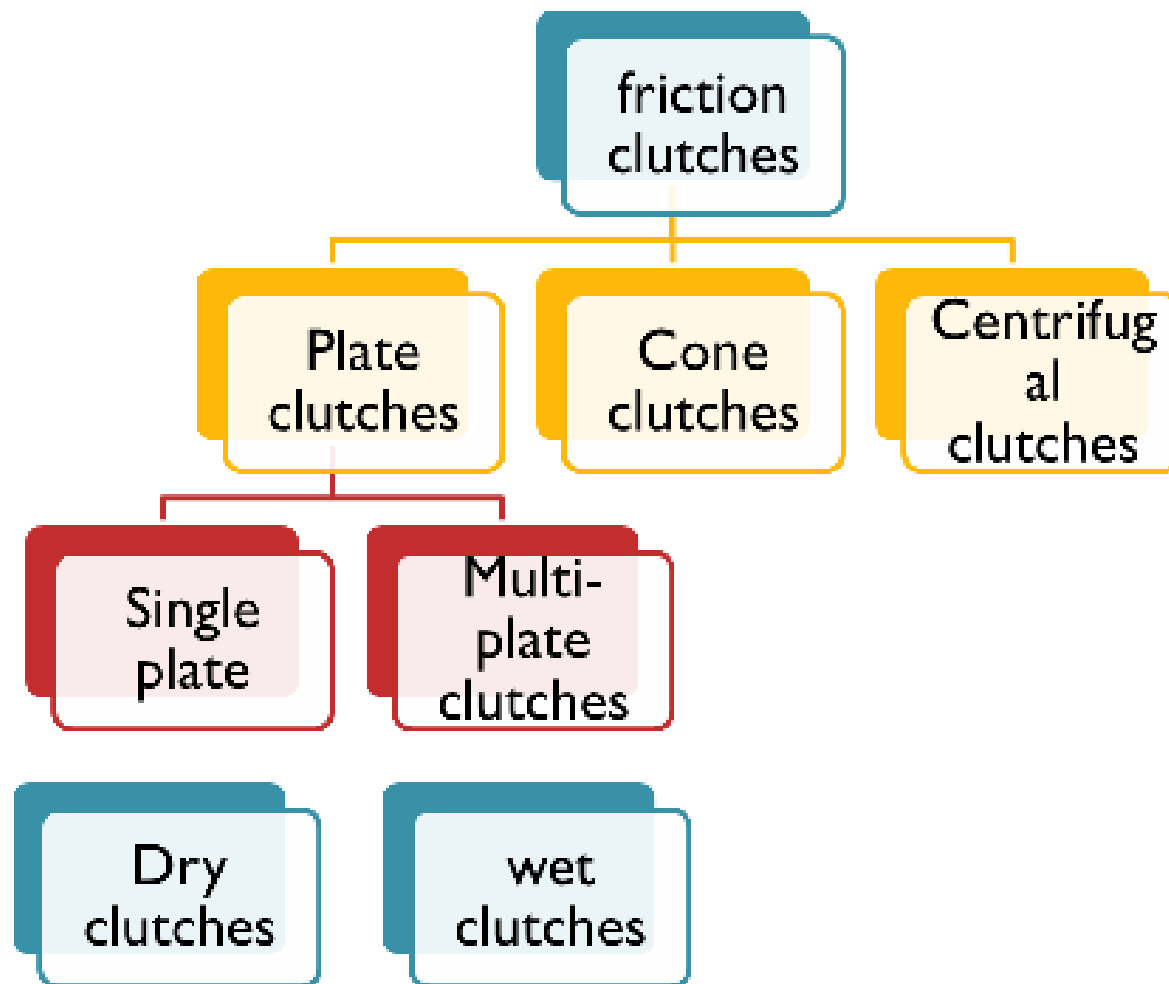 friction
clutches
Plate
clutches
Cone
clutches
Centrifug
al
clutches
Single
plate
Multi-
plate
clutches
Dry
clutches
wet
clutches